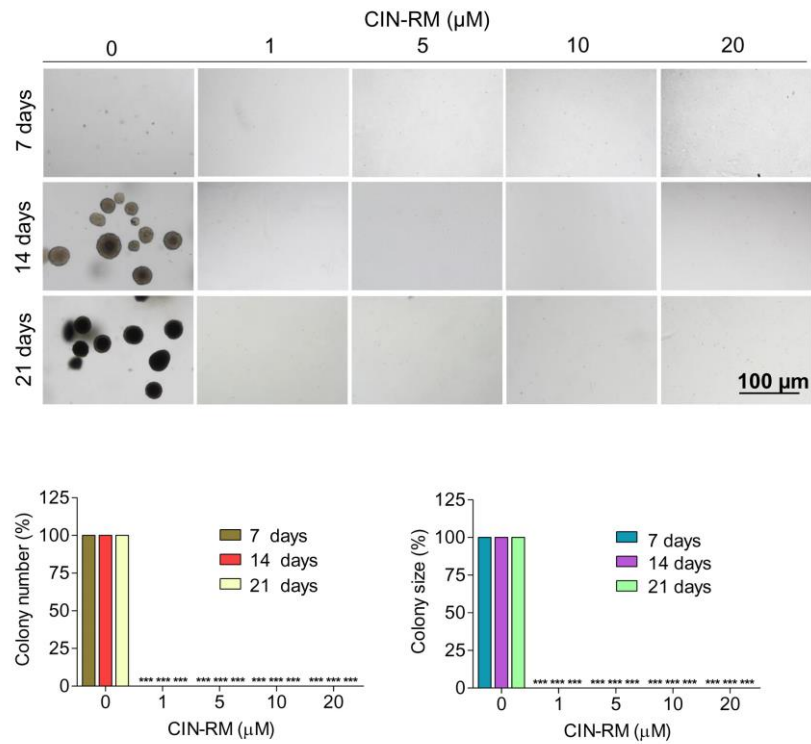 CIN-RM (µM)
0 1 5 10 20
7 days
14 days
21 days
100 µm
125
100
75
50
25
0
Colony number (%)
7 days
14 days
21 days
*** *** *** *** *** *** *** *** *** *** *** ***
0 1 5 10 20
CIN-RM (µM)
125
100
75
50
25
0
Colony size (%)
7 days
14 days
21 days
*** *** *** *** *** *** *** *** *** *** *** ***
0 1 5 10 20
CIN-RM (µM)